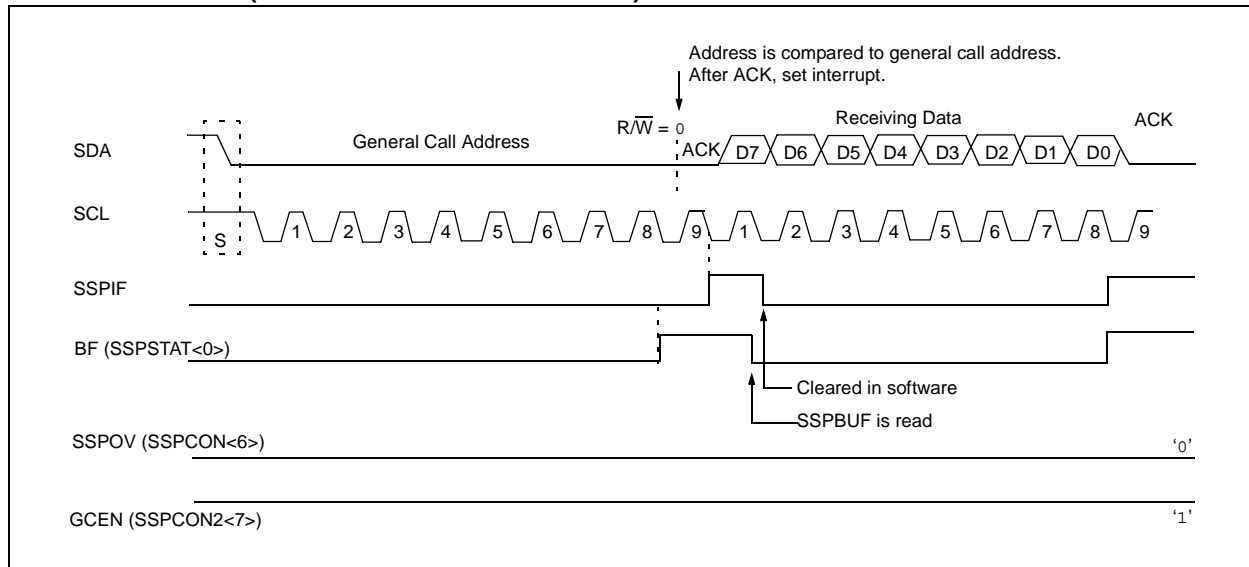 Address is compared to general call address.
After ACK, set interrupt.
R/W = 0
Receiving Data
ACK
SDA
General Call Address
ACK D7 D6 D5 D4 D3 D2 D1 D0
SCL
S 1 2 3 4 5 6 7 8 9 1 2 3 4 5 6 7 8 9
SSPIF
BF (SSPSTAT<0>)
Cleared in software
SSPBUF is read
SSPOV (SSPCON<6>)
‘0’
GCEN (SSPCON2<7>)
‘1’